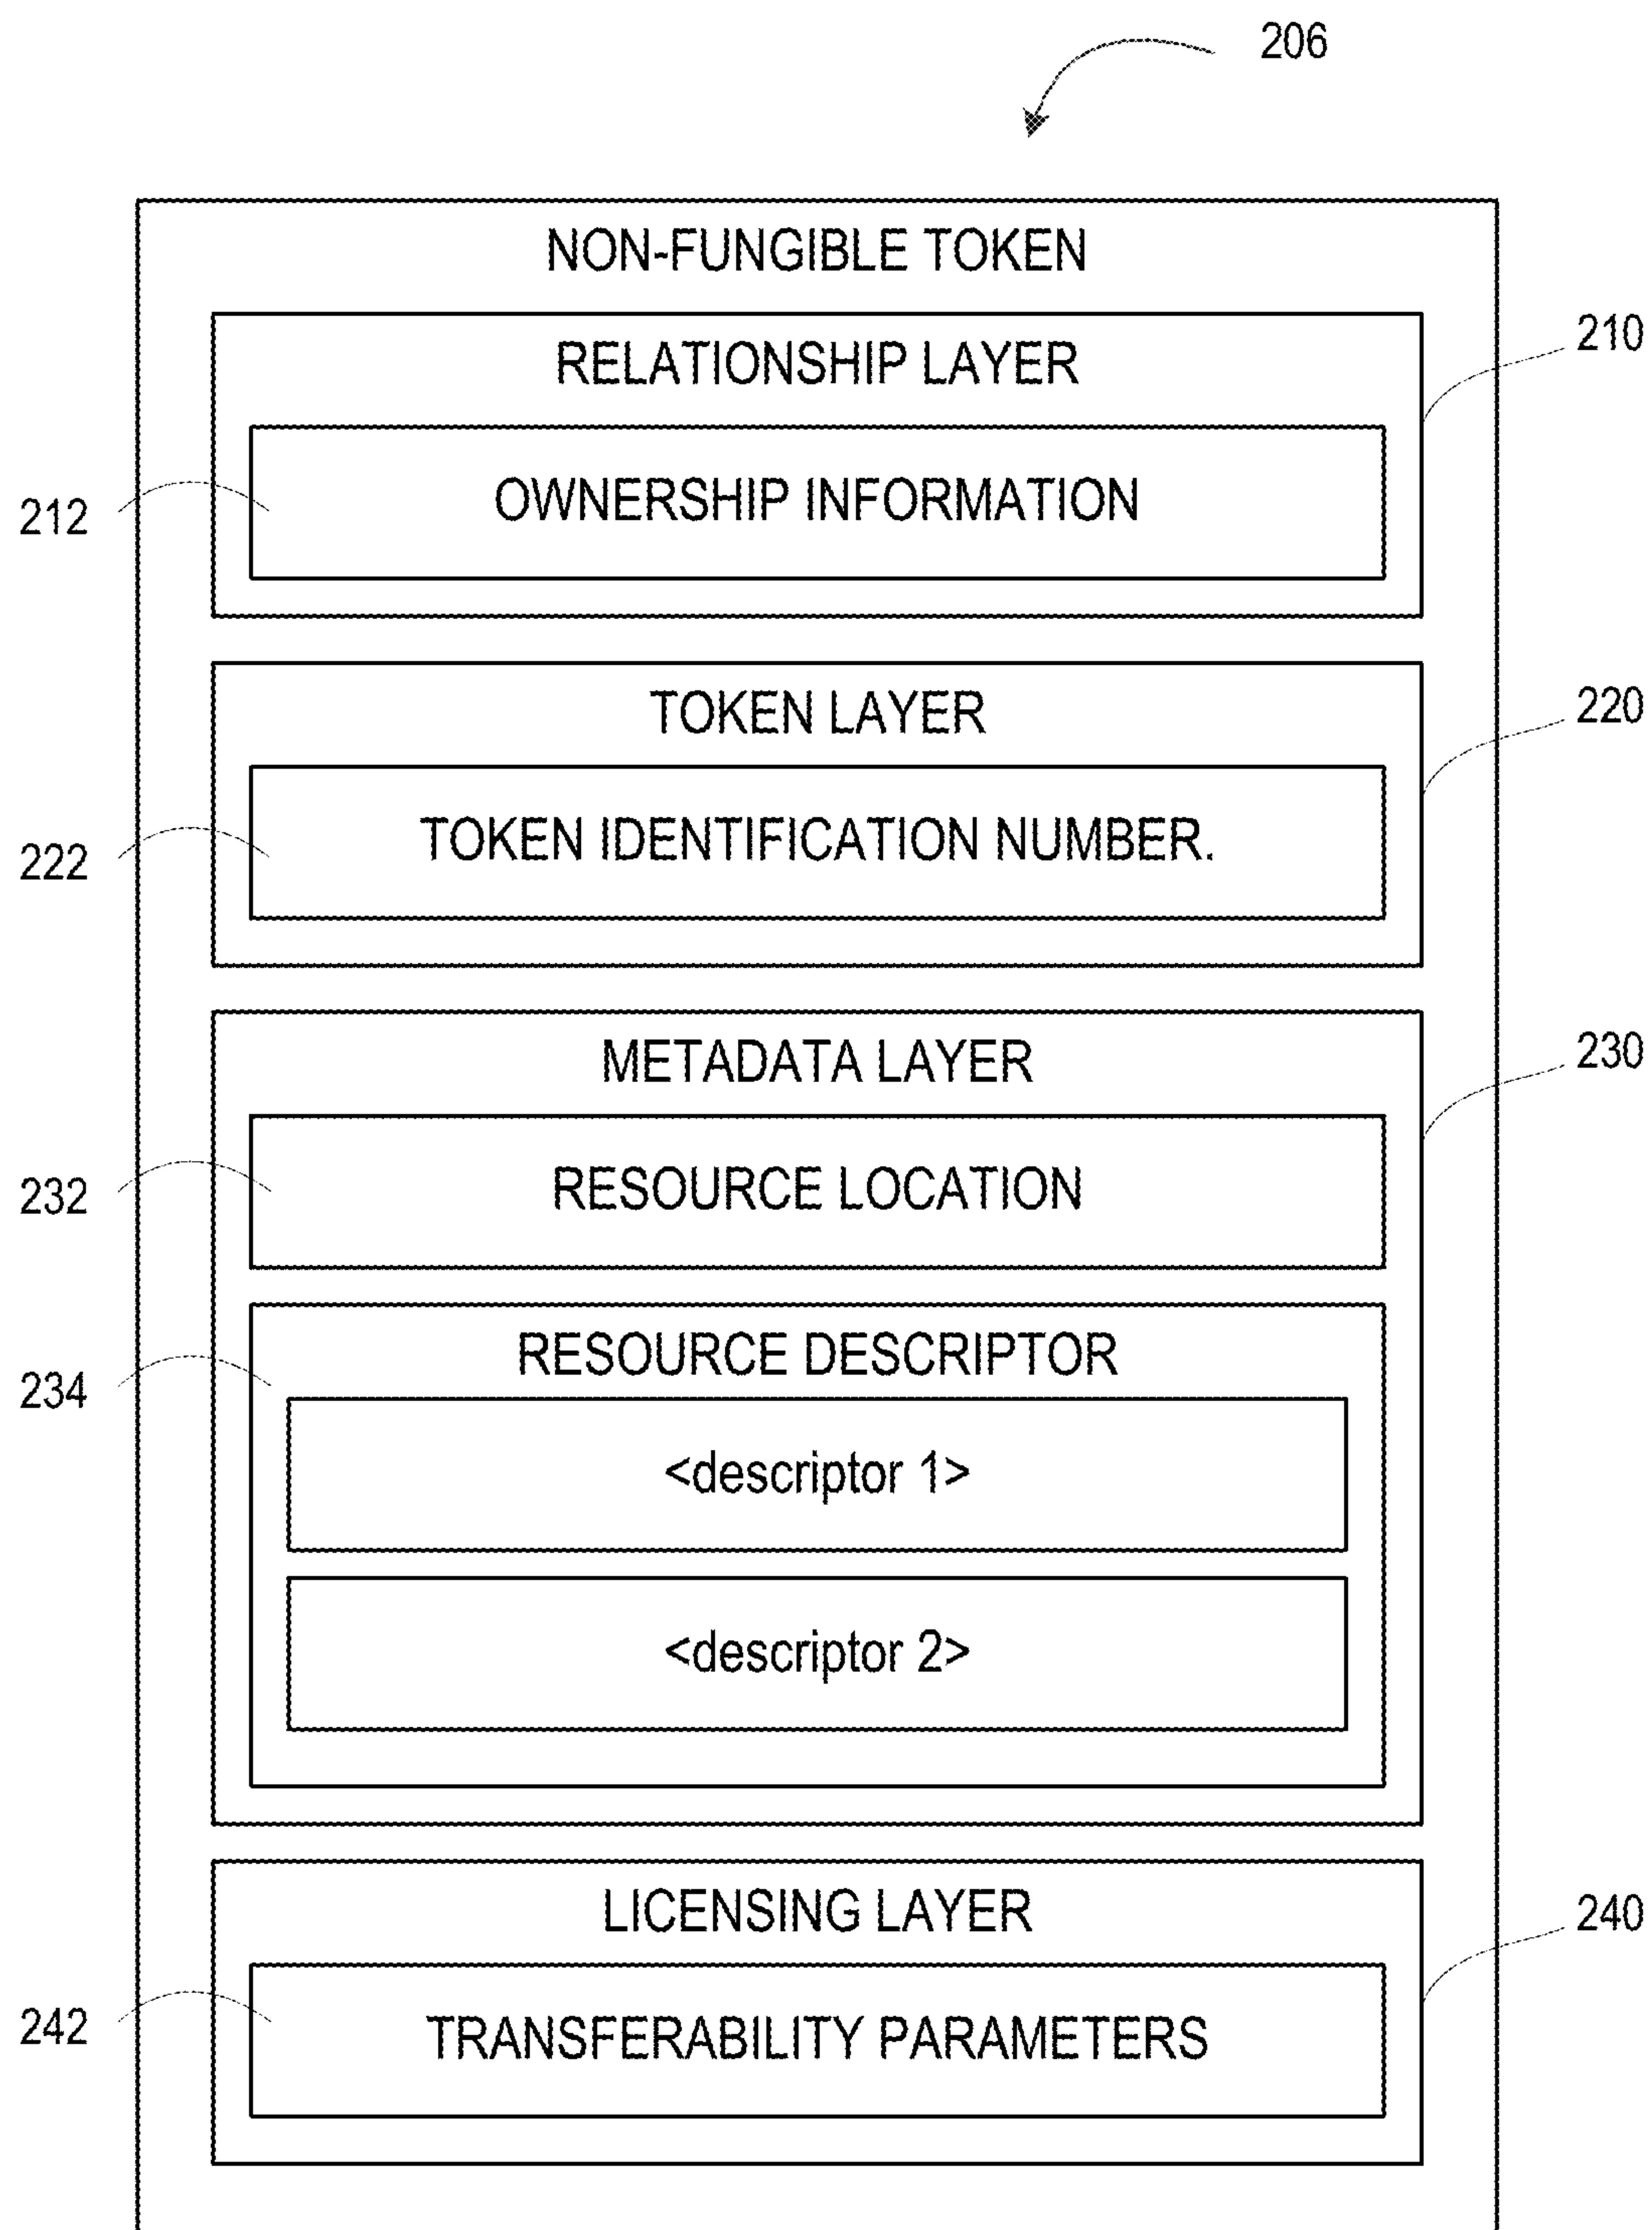 206
NON-FUNGIBLE TOKEN
RELATIONSHIP LAYER
210
OWNERSHIP INFORMATION
212
TOKEN LAYER
220
TOKEN IDENTIFICATION NUMBER.
222
METADATA LAYER
230
RESOURCE LOCATION
232
RESOURCE DESCRIPTOR
234
<descriptor 1>
<descriptor 2>
LICENSING LAYER
240
TRANSFERABILITY PARAMETERS
242